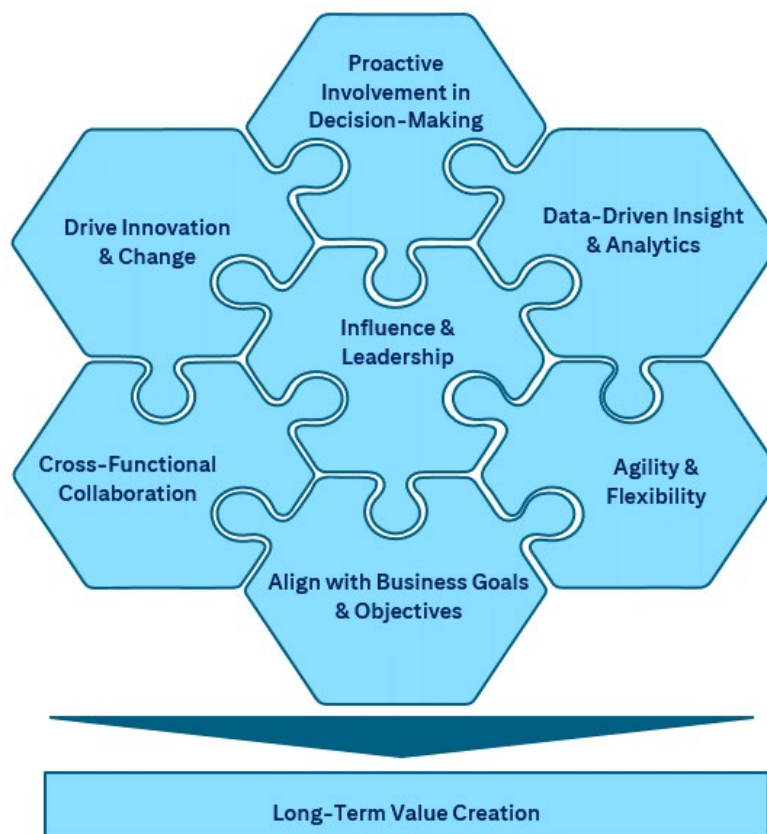 Proactive
Involvement in
Decision-Making
Drive Innovation
& Change
Data-Driven Insight
& Analytics
Influence &
Leadership
Cross-Functional
Collaboration
Agility &
Flexibility
Align with Business Goals
& Objectives
Long-Term Value Creation